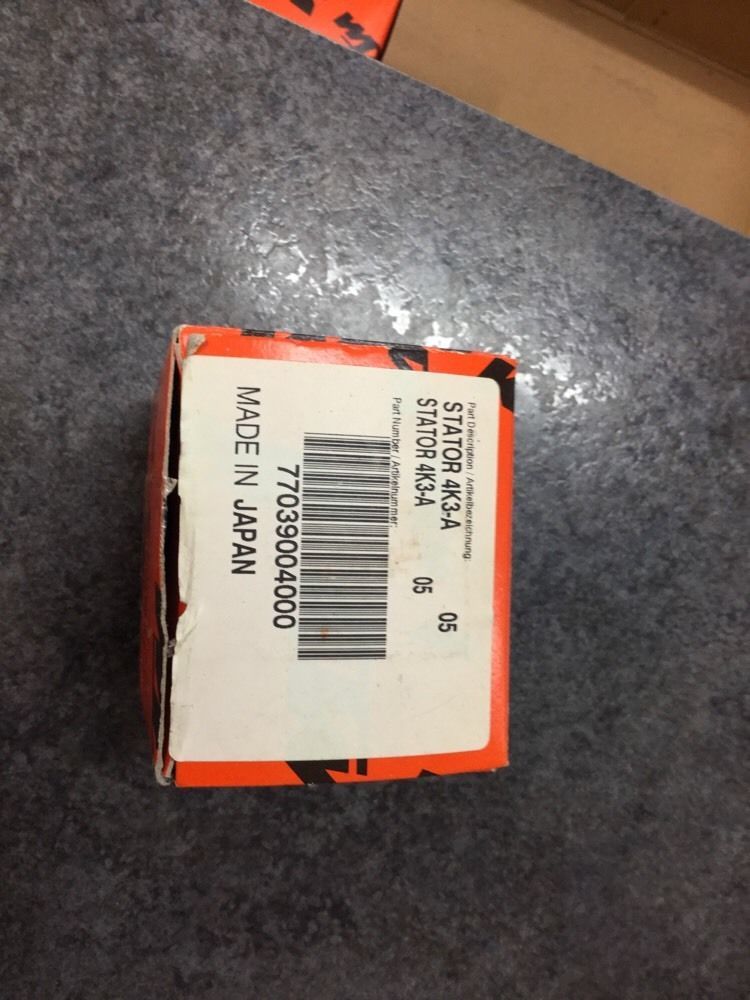 Part Description / Artikelbezeichnung:
STATOR 4K3-A 05
STATOR 4K3-A 05
Part Number / Artikelnummer:
77039004000
MADE IN JAPAN